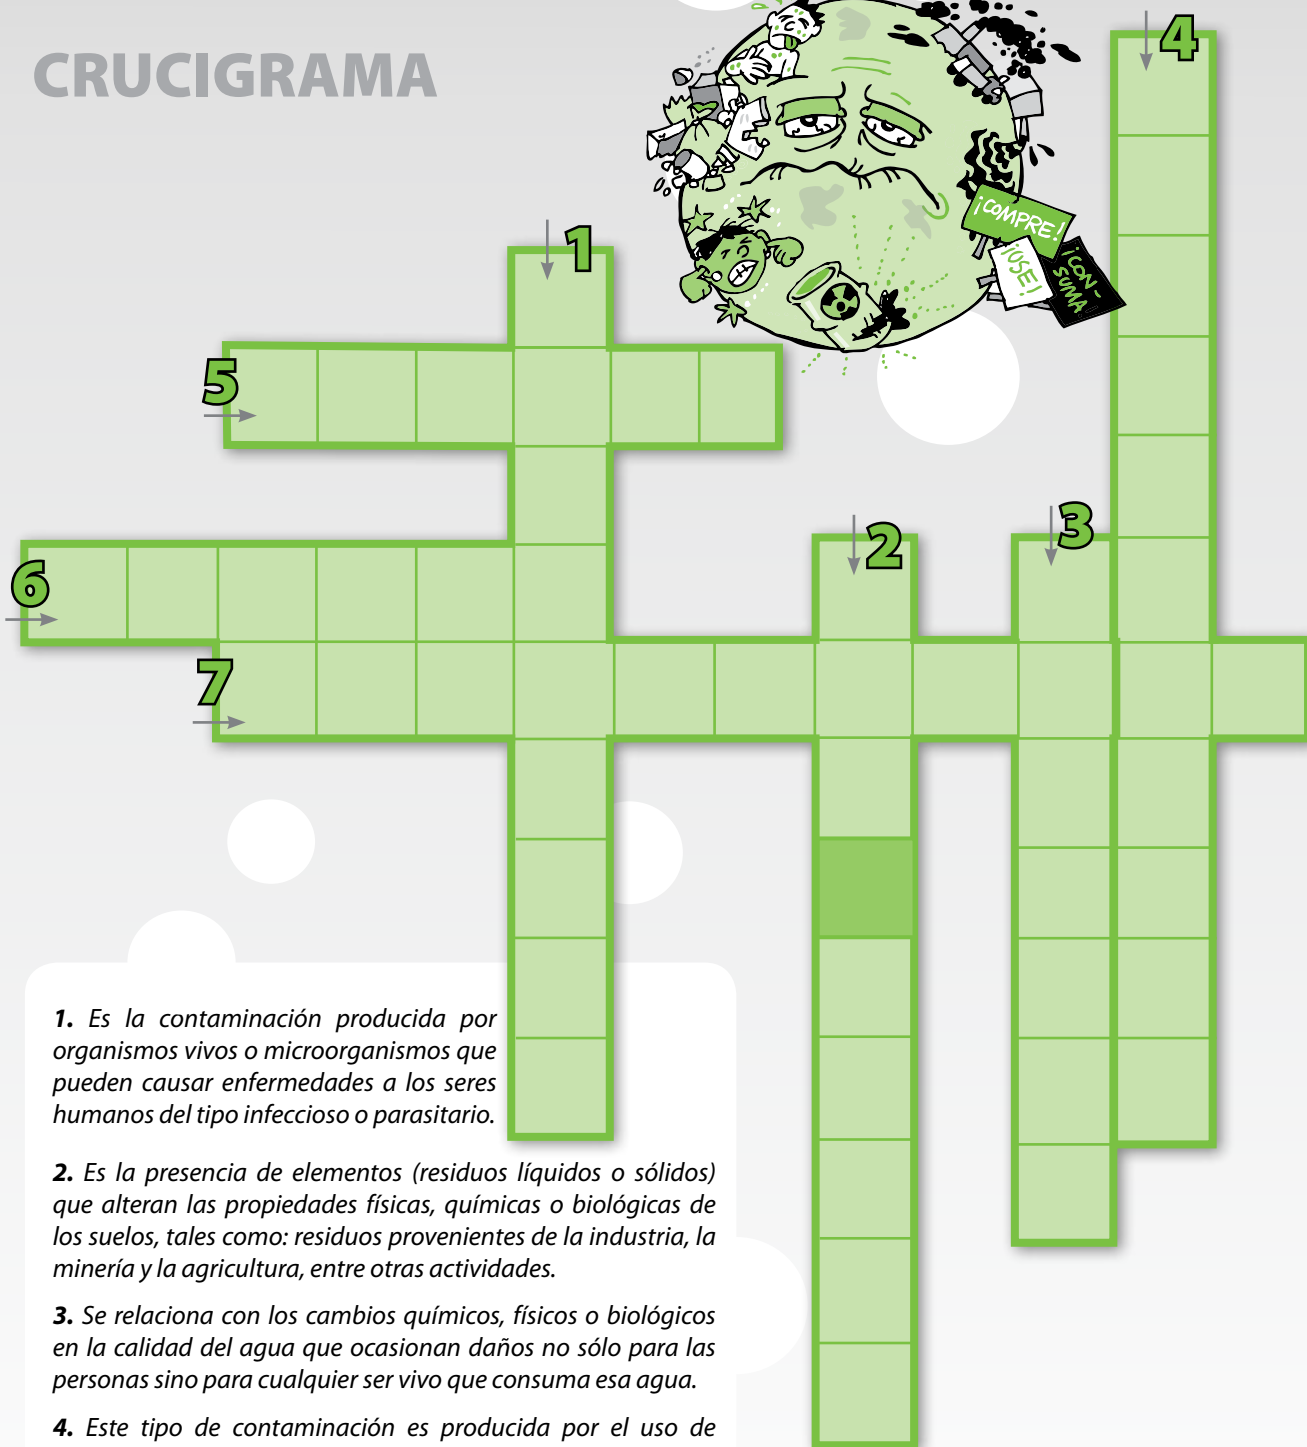 CRUCIGRAMA
4
¡COMPRE!
¡USE!
¡CON-
SUMA-
1
5
2
3
6
7
1. Es la contaminación producida por
organismos vivos o microorganismos que
pueden causar enfermedades a los seres
humanos del tipo infeccioso o parasitario.
2. Es la presencia de elementos (residuos líquidos o sólidos)
que alteran las propiedades físicas, químicas o biológicas de
los suelos, tales como: residuos provenientes de la industria, la
minería y la agricultura, entre otras actividades.
3. Se relaciona con los cambios químicos, físicos o biológicos
en la calidad del agua que ocasionan daños no sólo para las
personas sino para cualquier ser vivo que consuma esa agua.
4. Este tipo de contaminación es producida por el uso de